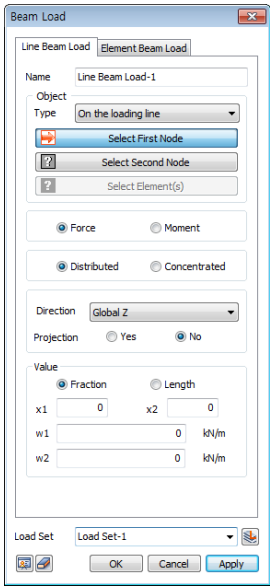 Beam Load
Line Beam Load Element Beam Load
Name Line Beam Load-1
Object
Type On the loading line
Select First Node
? Select Second Node
? Select Element(s)
Force Moment
Distributed Concentrated
Direction Global Z
Projection Yes No
Value
Fraction Length
x1 0 x2 0
w1 0 kN/m
w2 0 kN/m
Load Set Load Set-1
OK Cancel Apply